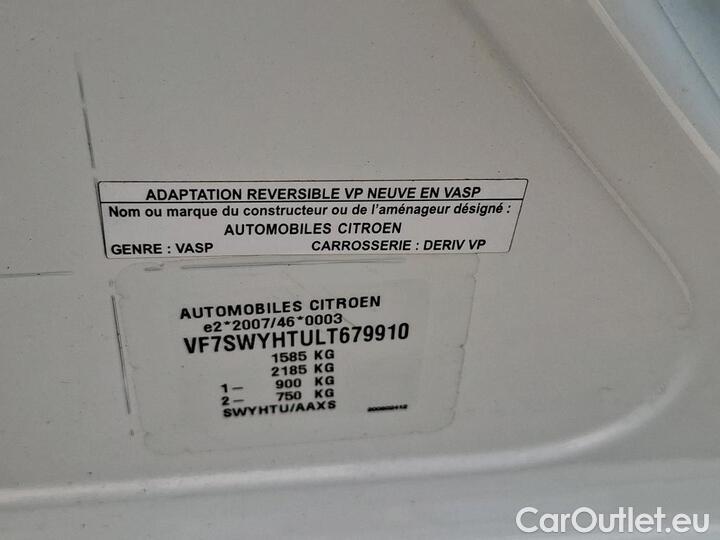 ADAPTATION REVERSIBLE VP NEUVE EN VASP
Nom ou marque du constructeur ou de l'aménageur désigné :
AUTOMOBILES CITROEN
GENRE : VASP CARROSSERIE : DERIV VP
AUTOMOBILES CITROEN
e2*2007/46*0003
VF7SWYHTULT679910
1585 KG
2185 KG
1- 900 KG
2- 750 KG
SWYHTU/AAXS
CarOutlet.eu